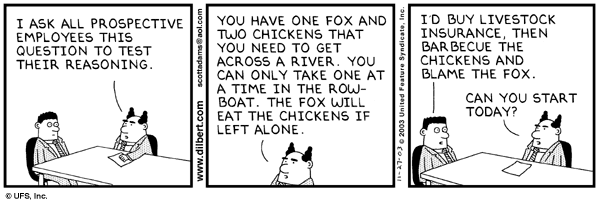 I ASK ALL PROSPECTIVE
EMPLOYEES THIS
QUESTION TO TEST
THEIR REASONING.
www.dilbert.com
scottadams@aol.com
YOU HAVE ONE FOX AND
TWO CHICKENS THAT
YOU NEED TO GET
ACROSS A RIVER. YOU
CAN ONLY TAKE ONE AT
A TIME IN THE ROW-
BOAT. THE FOX WILL
EAT THE CHICKENS IF
LEFT ALONE.
11-27-03 © 2003 United Feature Syndicate, Inc.
I'D BUY LIVESTOCK
INSURANCE, THEN
BARBECUE THE
CHICKENS AND
BLAME THE FOX.
CAN YOU START
TODAY?
© UFS, Inc.